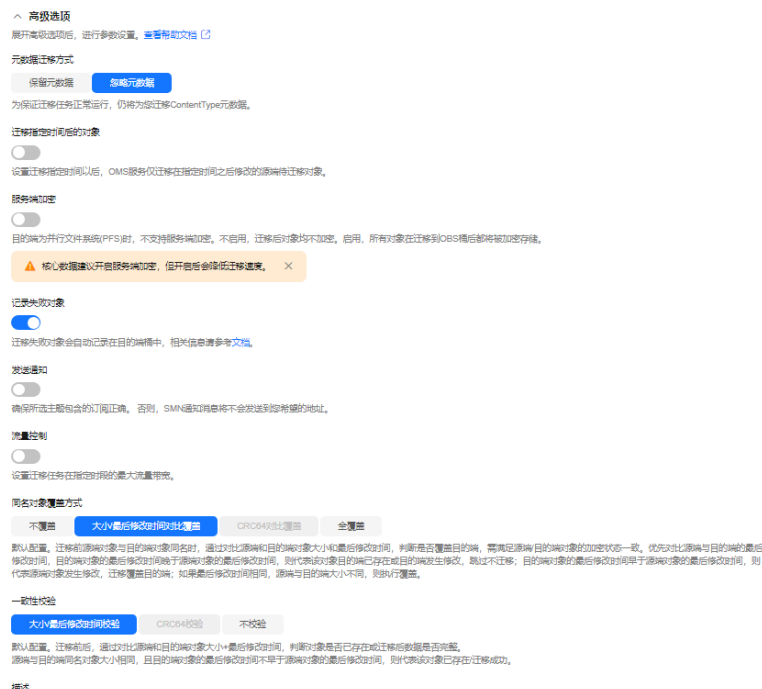 高级选项
展开高级选项后，进行参数设置。查看帮助文档
元数据迁移方式
保留元数据 忽略元数据
为保证迁移任务正常运行，仍将为您迁移ContentType元数据。
迁移指定时间后的对象
设置迁移指定时间以后，OMS服务仅迁移在指定时间之后修改的源端待迁移对象。
服务端加密
目的端为并行文件系统(PFS)时，不支持服务端加密。不启用，迁移后对象均不加密。启用，所有对象在迁移到OBS桶后都将被加密存储。
核心数据建议开启服务端加密，但开启后会降低迁移速度。
记录失败对象
迁移失败对象会自动记录在目的端桶中，相关信息请参考文档。
发送通知
确保所选主题包含的订阅正确。 否则，SMN通知消息将不会发送到您希望的地址。
流量控制
设置迁移任务在指定时段的最大流量带宽。
同名对象覆盖方式
不覆盖 大小/最后修改时间对比覆盖 CRC64对比覆盖 全覆盖
默认配置。迁移前源端对象与目的端对象同名时，通过对比源端和目的端对象大小和最后修改时间，判断是否覆盖目的端，需满足源端/目的端对象的加密状态一致。优先对比源端与目的端的最后
修改时间，目的端对象的最后修改时间晚于源端对象的最后修改时间，则代表该对象目的端已存在或目的端发生修改，跳过不迁移；目的端对象的最后修改时间早于源端对象的最后修改时间，则
代表源端对象发生修改，迁移覆盖目的端；如果最后修改时间相同，源端与目的端大小不同，则执行覆盖。
一致性校验
大小/最后修改时间校验 CRC64校验 不校验
默认配置。迁移前后，通过对比源端和目的端对象大小+最后修改时间，判断对象是否已存在或迁移后数据是否完整。
源端与目的端同名对象大小相同，且目的端对象的最后修改时间不早于源端对象的最后修改时间，则代表该对象已存在/迁移成功。
描述